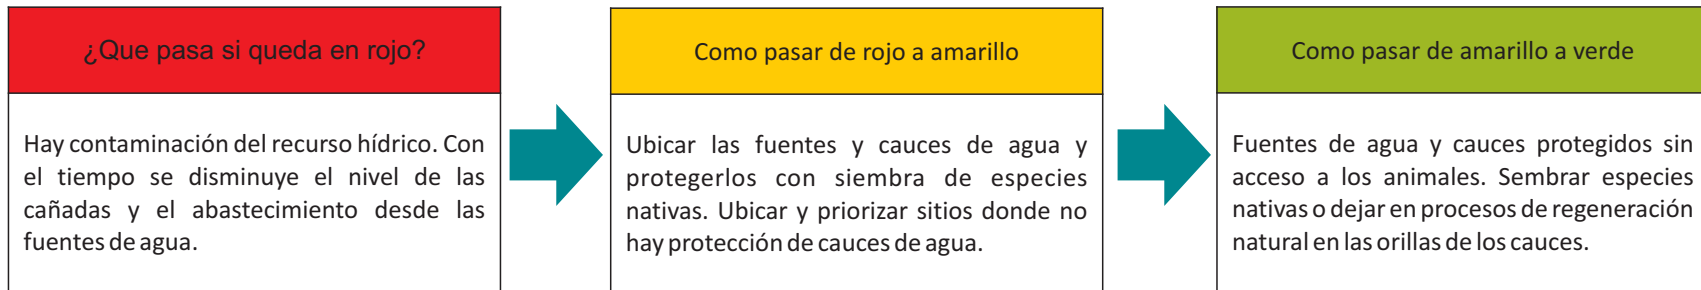 ¿Que pasa si queda en rojo?
Hay contaminación del recurso hídrico. Con
el tiempo se disminuye el nivel de las
cañadas y el abastecimiento desde las
fuentes de agua.
Como pasar de rojo a amarillo
Ubicar las fuentes y cauces de agua y
protegerlos con siembra de especies
nativas. Ubicar y priorizar sitios donde no
hay protección de cauces de agua.
Como pasar de amarillo a verde
Fuentes de agua y cauces protegidos sin
acceso a los animales. Sembrar especies
nativas o dejar en procesos de regeneración
natural en las orillas de los cauces.